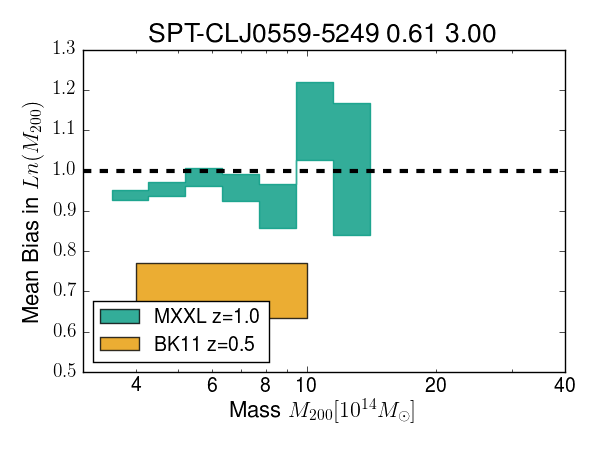 SPT-CLJ0559-5249 0.61 3.00
1.3
1.2
1.1
1.0
0.9
0.8
0.7
0.6
0.5
Mean Bias in Ln(M₂₀₀)
MXXL z=1.0
BK11 z=0.5
4 6 8 10 20 40
Mass M₂₀₀[10¹⁴M☉]